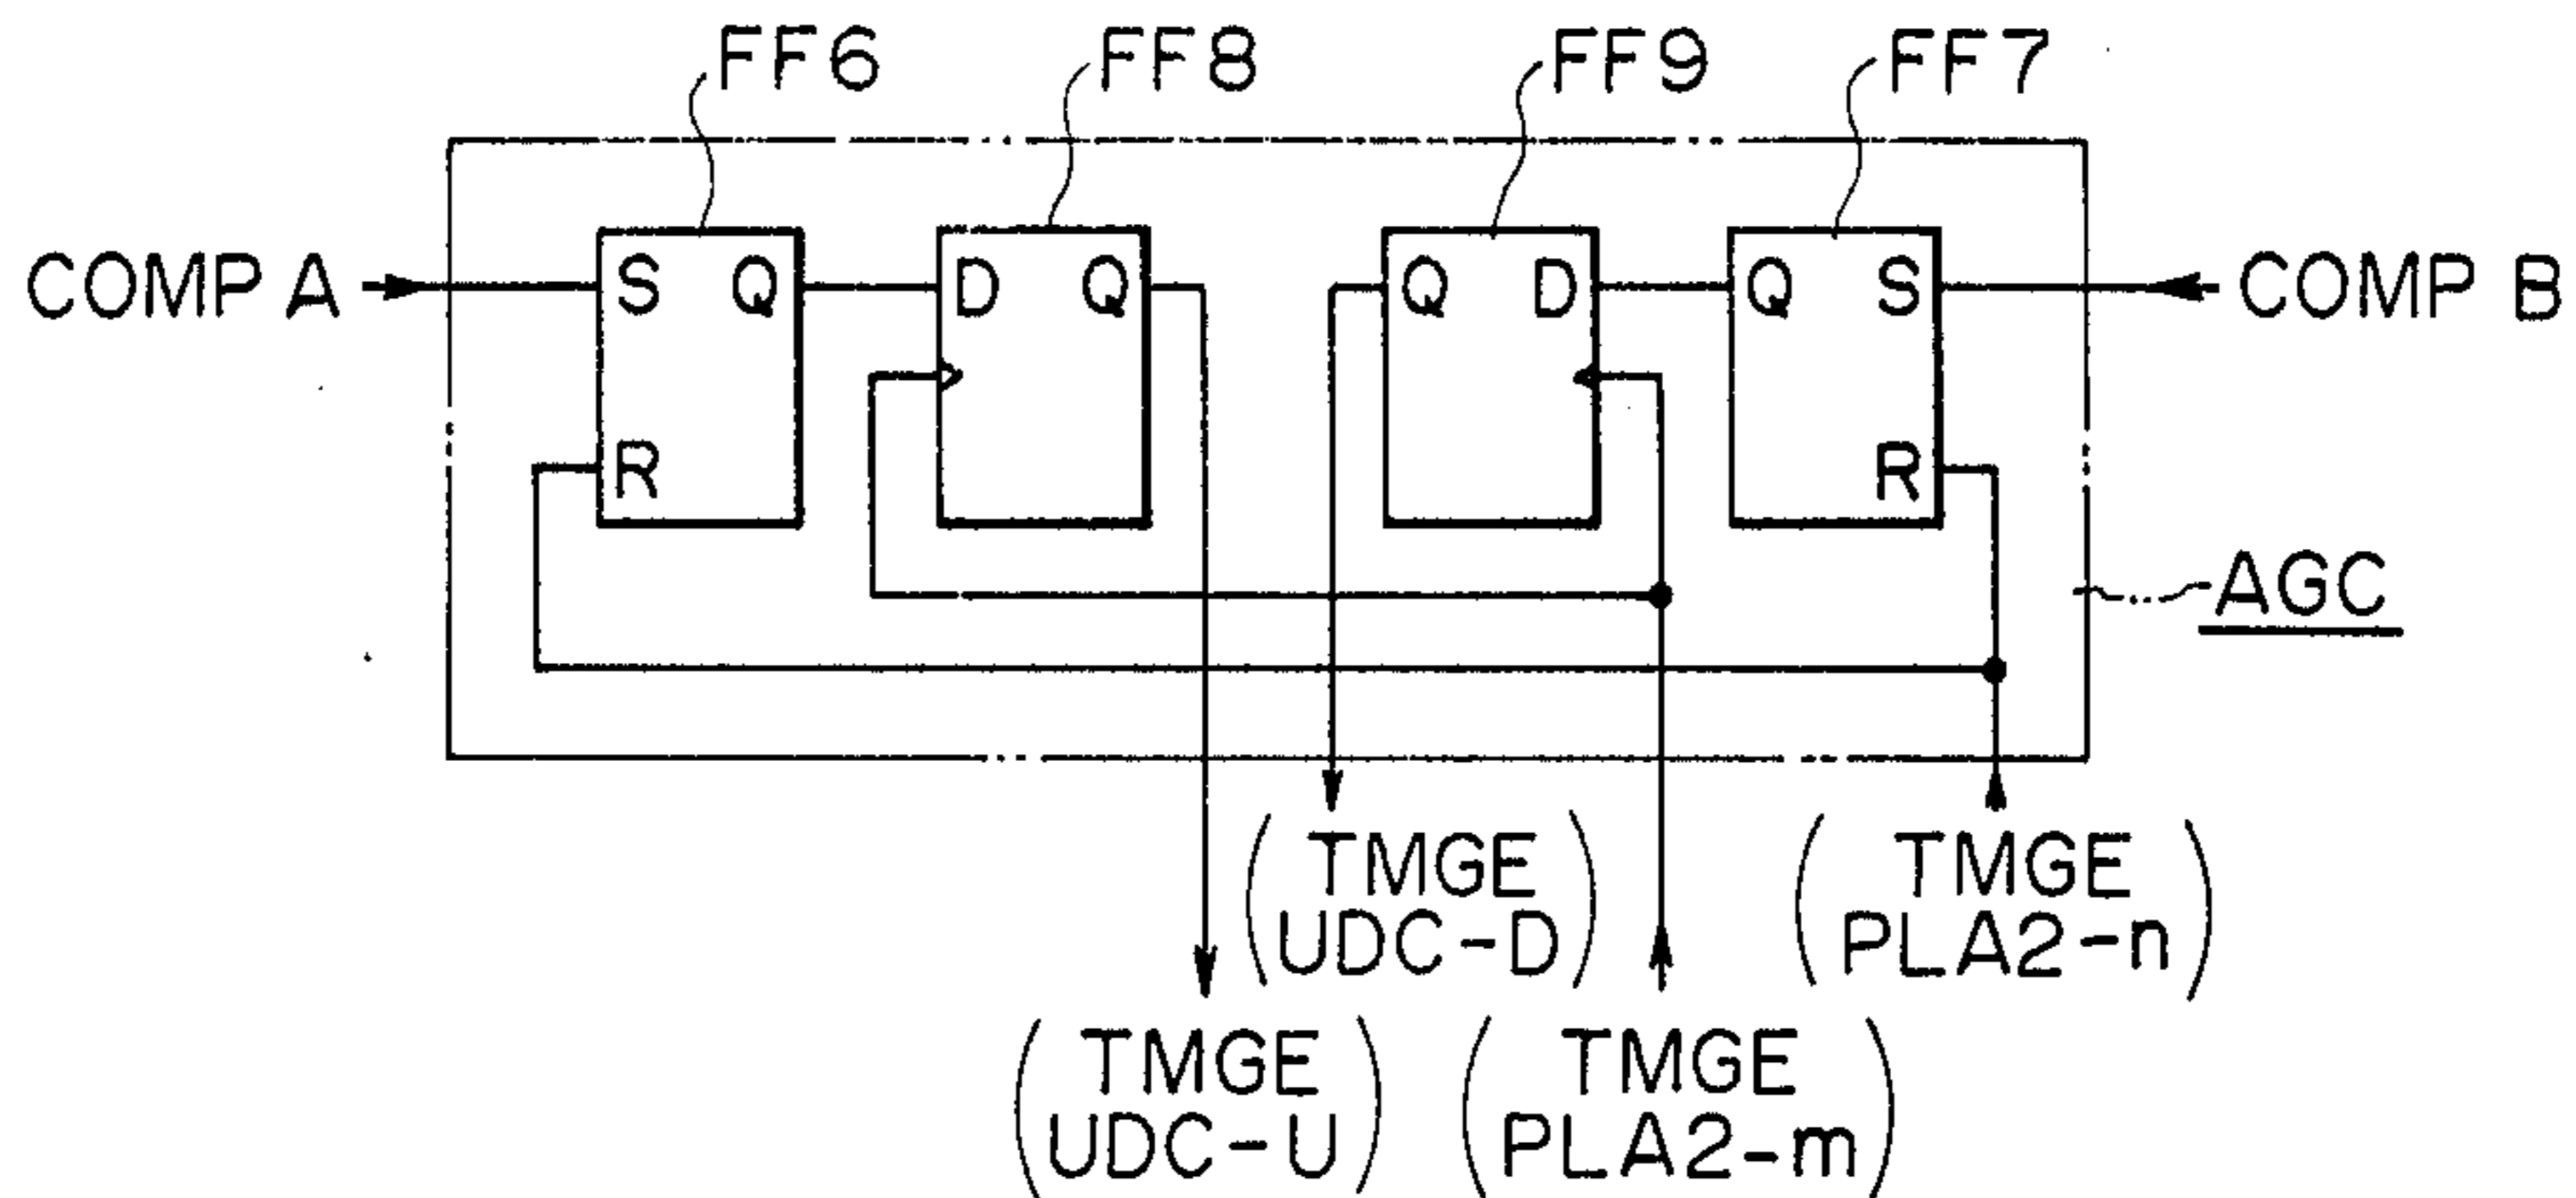 FF6
FF8
FF9
FF7
COMP A
S Q
D Q
Q D
Q S
COMP B
R
R
AGC
TMGE
UDC-D
TMGE
PLA2-n
TMGE
UDC-U
TMGE
PLA2-m